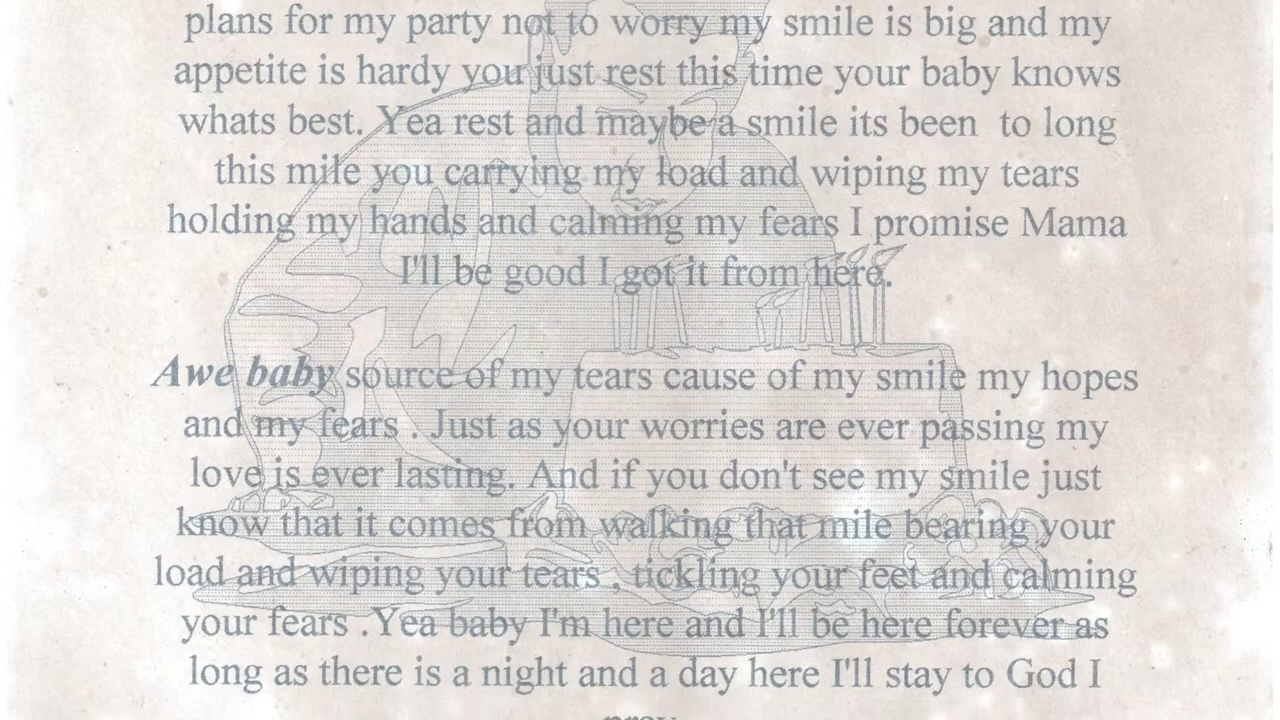 plans for my party not to worry my smile is big and my
appetite is hardy you just rest this time your baby knows
whats best. Yea rest and maybe a smile its been to long
this mile you carrying my load and wiping my tears
holding my hands and calming my fears I promise Mama
I'll be good I got it from here.
Awe baby source of my tears cause of my smile my hopes
and my fears . Just as your worries are ever passing my
love is ever lasting. And if you don't see my smile just
know that it comes from walking that mile bearing your
load and wiping your tears , tickling your feet and calming
your fears .Yea baby I'm here and I'll be here forever as
long as there is a night and a day here I'll stay to God I
pray